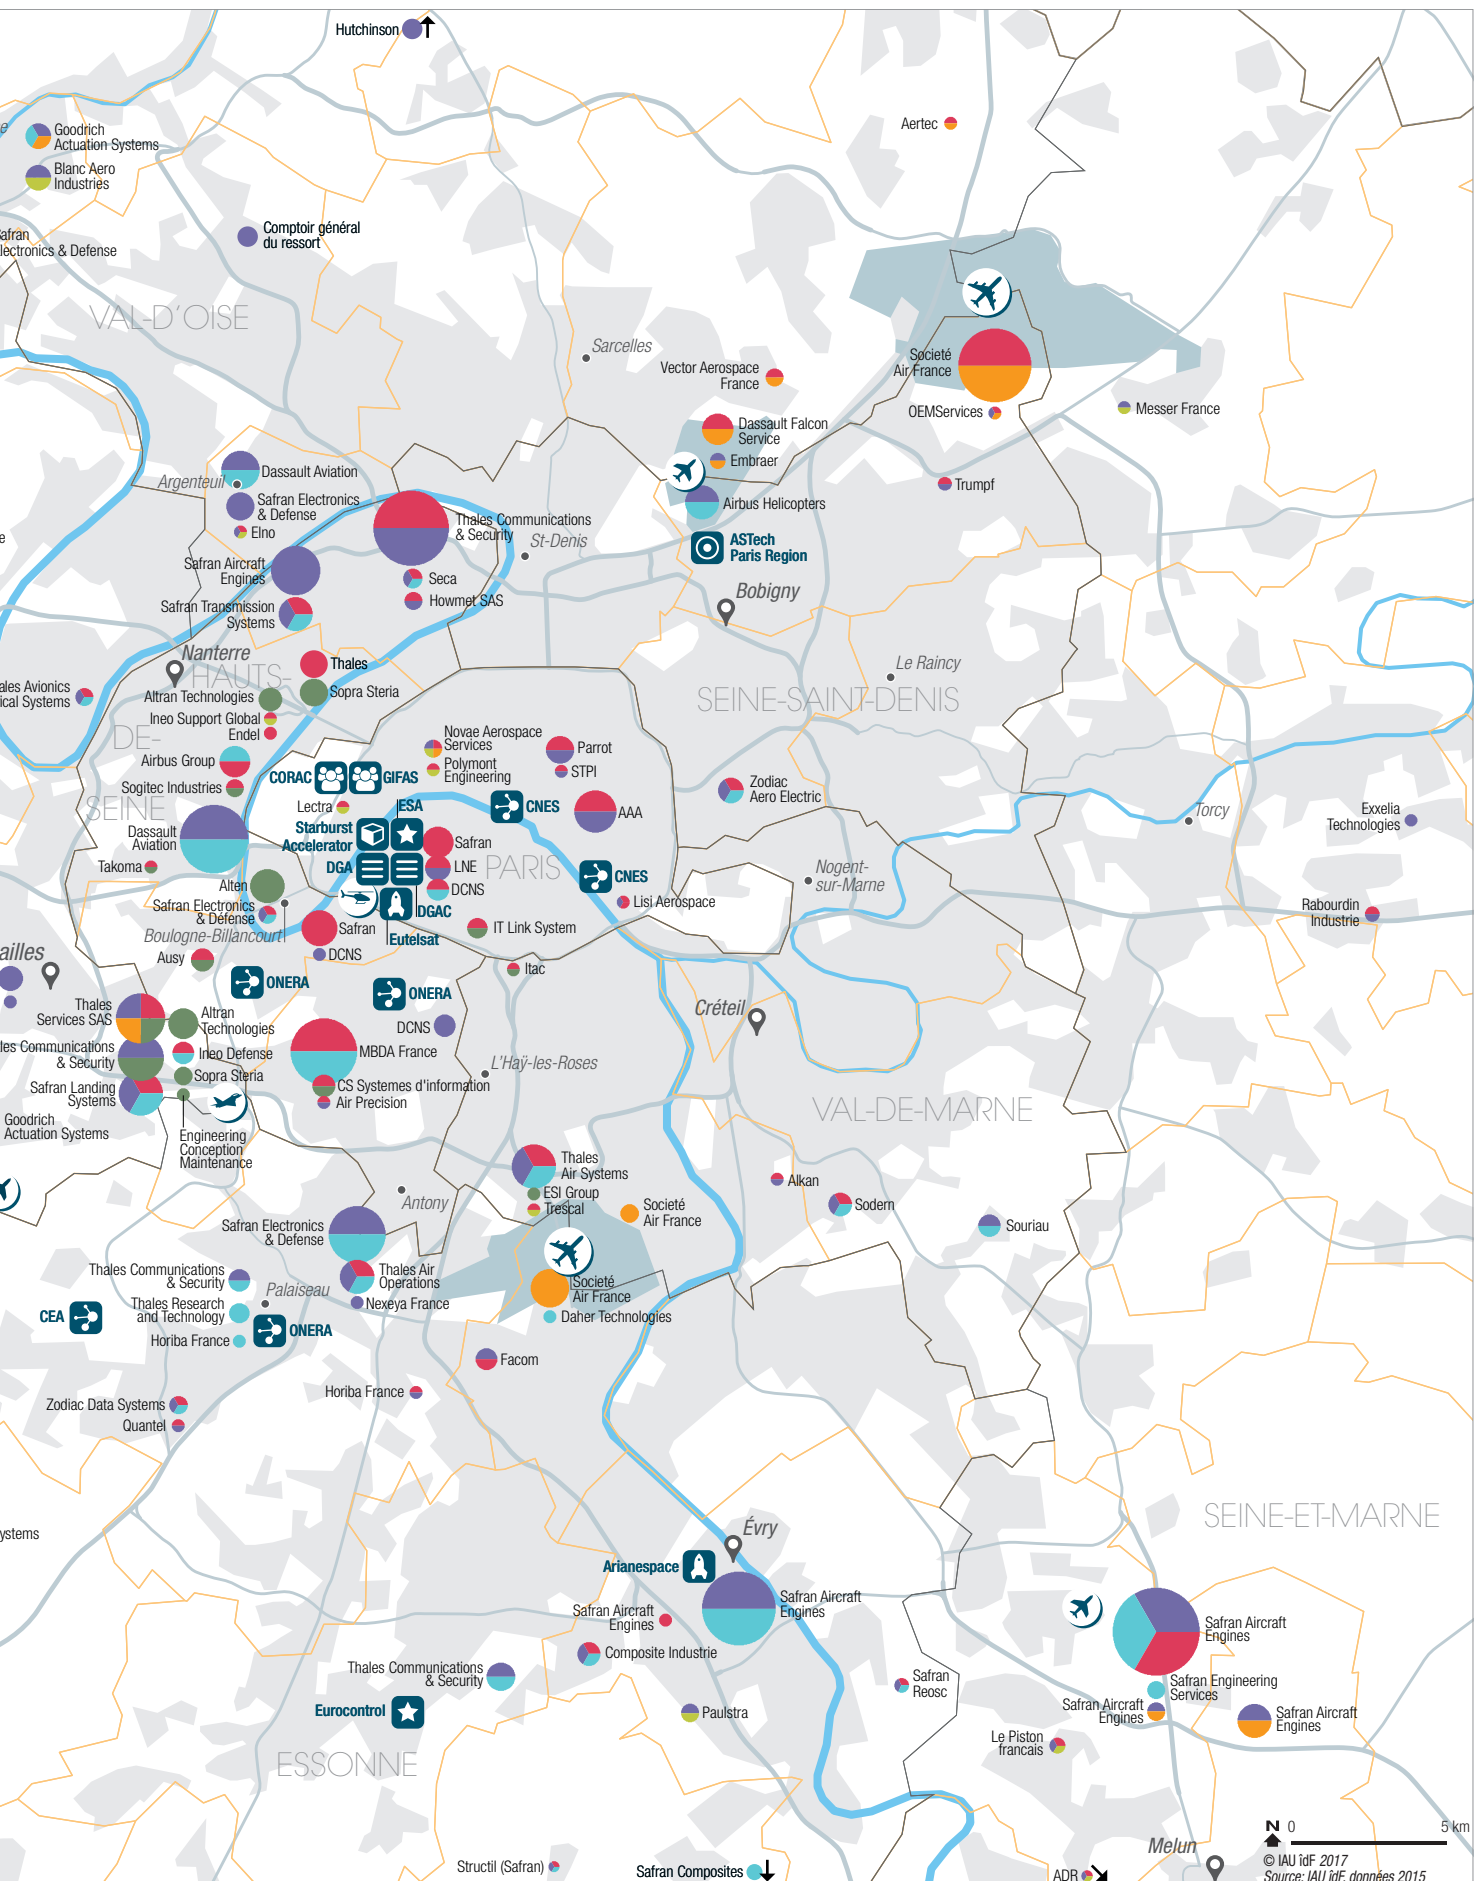 Hutchinson
Aertec
Goodrich
Actuation Systems
Blanc Aero
Industries
Comptoir général
du ressort
lectronics & Defense
VAL-D'OISE
Sarcelles
Vector Aerospace
France
Societé
Air France
OEMServices
Messer France
Dassault Falcon
Service
Embraer
Airbus Helicopters
Trumpf
Dassault Aviation
Argenteuil
Safran Electronics
& Defense
Elno
Thales Communications
& Security
St-Denis
ASTech
Paris Region
Safran Aircraft
Engines
Seca
Howmet SAS
Safran Transmission
Systems
Bobigny
Nanterre
HAUTS-
Thales
Le Raincy
ales Avionics
ical Systems
Altran Technologies
Sopra Steria
SEINE-SAINT-DENIS
Ineo Support Global
Endel
DE-
Novae Aerospace
Services
Parrot
Airbus Group
Polymont
Engineering
STPI
CORAC
GIFAS
Sogitec Industries
Zodiac
Aero Electric
SEINE
Lectra
ESA
CNES
AAA
Torcy
Exxelia
Technologies
Dassault
Aviation
Starburst
Accelerator
Safran
Takoma
DGA
LNE
PARIS
CNES
Nogent-
sur-Marne
Alten
DCNS
Safran Electronics
& Défense
DGAC
Lisi Aerospace
Rabourdin
Industrie
Boulogne-Billancourt
Safran
Eutelsat
IT Link System
ailles
Ausy
DCNS
Itac
ONERA
ONERA
Thales
Services SAS
Altran
Technologies
DCNS
Créteil
les Communications
& Security
Ineo Defense
MBDA France
L'Haÿ-les-Roses
Sopra Steria
CS Systemes d'information
Safran Landing
Systems
Air Precision
VAL-DE-MARNE
Goodrich
Actuation Systems
Engineering
Conception
Maintenance
Thales
Air Systems
Alkan
Antony
ESI Group
Trescal
Societé
Air France
Sodern
Souriau
Safran Electronics
& Defense
Thales Communications
& Security
Thales Air
Operations
Palaiseau
Societé
Air France
CEA
Thales Research
and Technology
Nexeya France
Daher Technologies
ONERA
Horiba France
Facom
Horiba France
Zodiac Data Systems
Quantel
ystems
SEINE-ET-MARNE
Évry
Arianespace
Safran Aircraft
Engines
Safran Aircraft
Engines
Safran Aircraft
Engines
Composite Industrie
Thales Communications
& Security
Safran
Reosc
Safran Engineering
Services
Eurocontrol
Paulstra
Safran Aircraft
Engines
Safran Aircraft
Engines
Le Piston
francais
ESSONNE
N 0 5 km
Melun
© IAU îdF 2017
Source: IAU îdF, données 2015
Structil (Safran)
Safran Composites
ADR